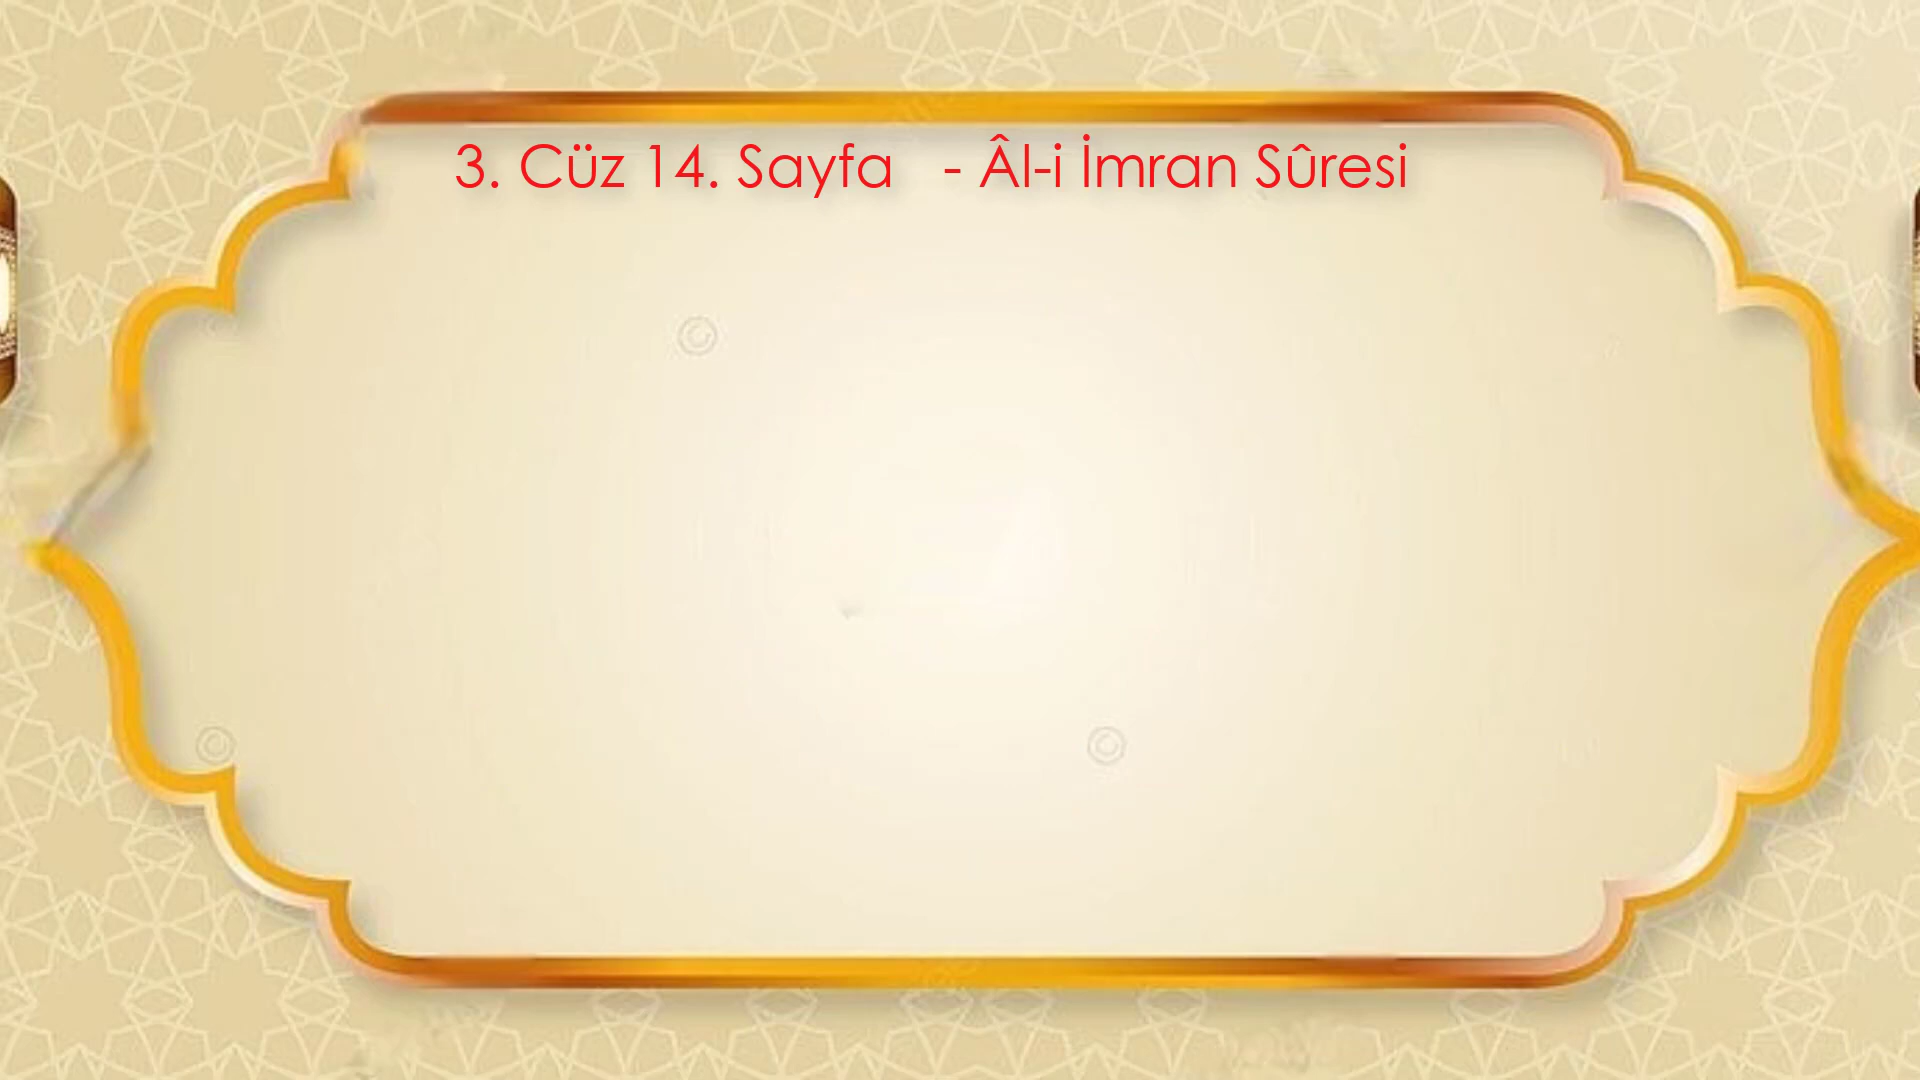 3. Cüz 14. Sayfa - Âl-i İmran Sûresi